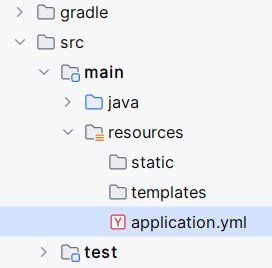 gradle
src
main
java
resources
static
templates
application.yml
test